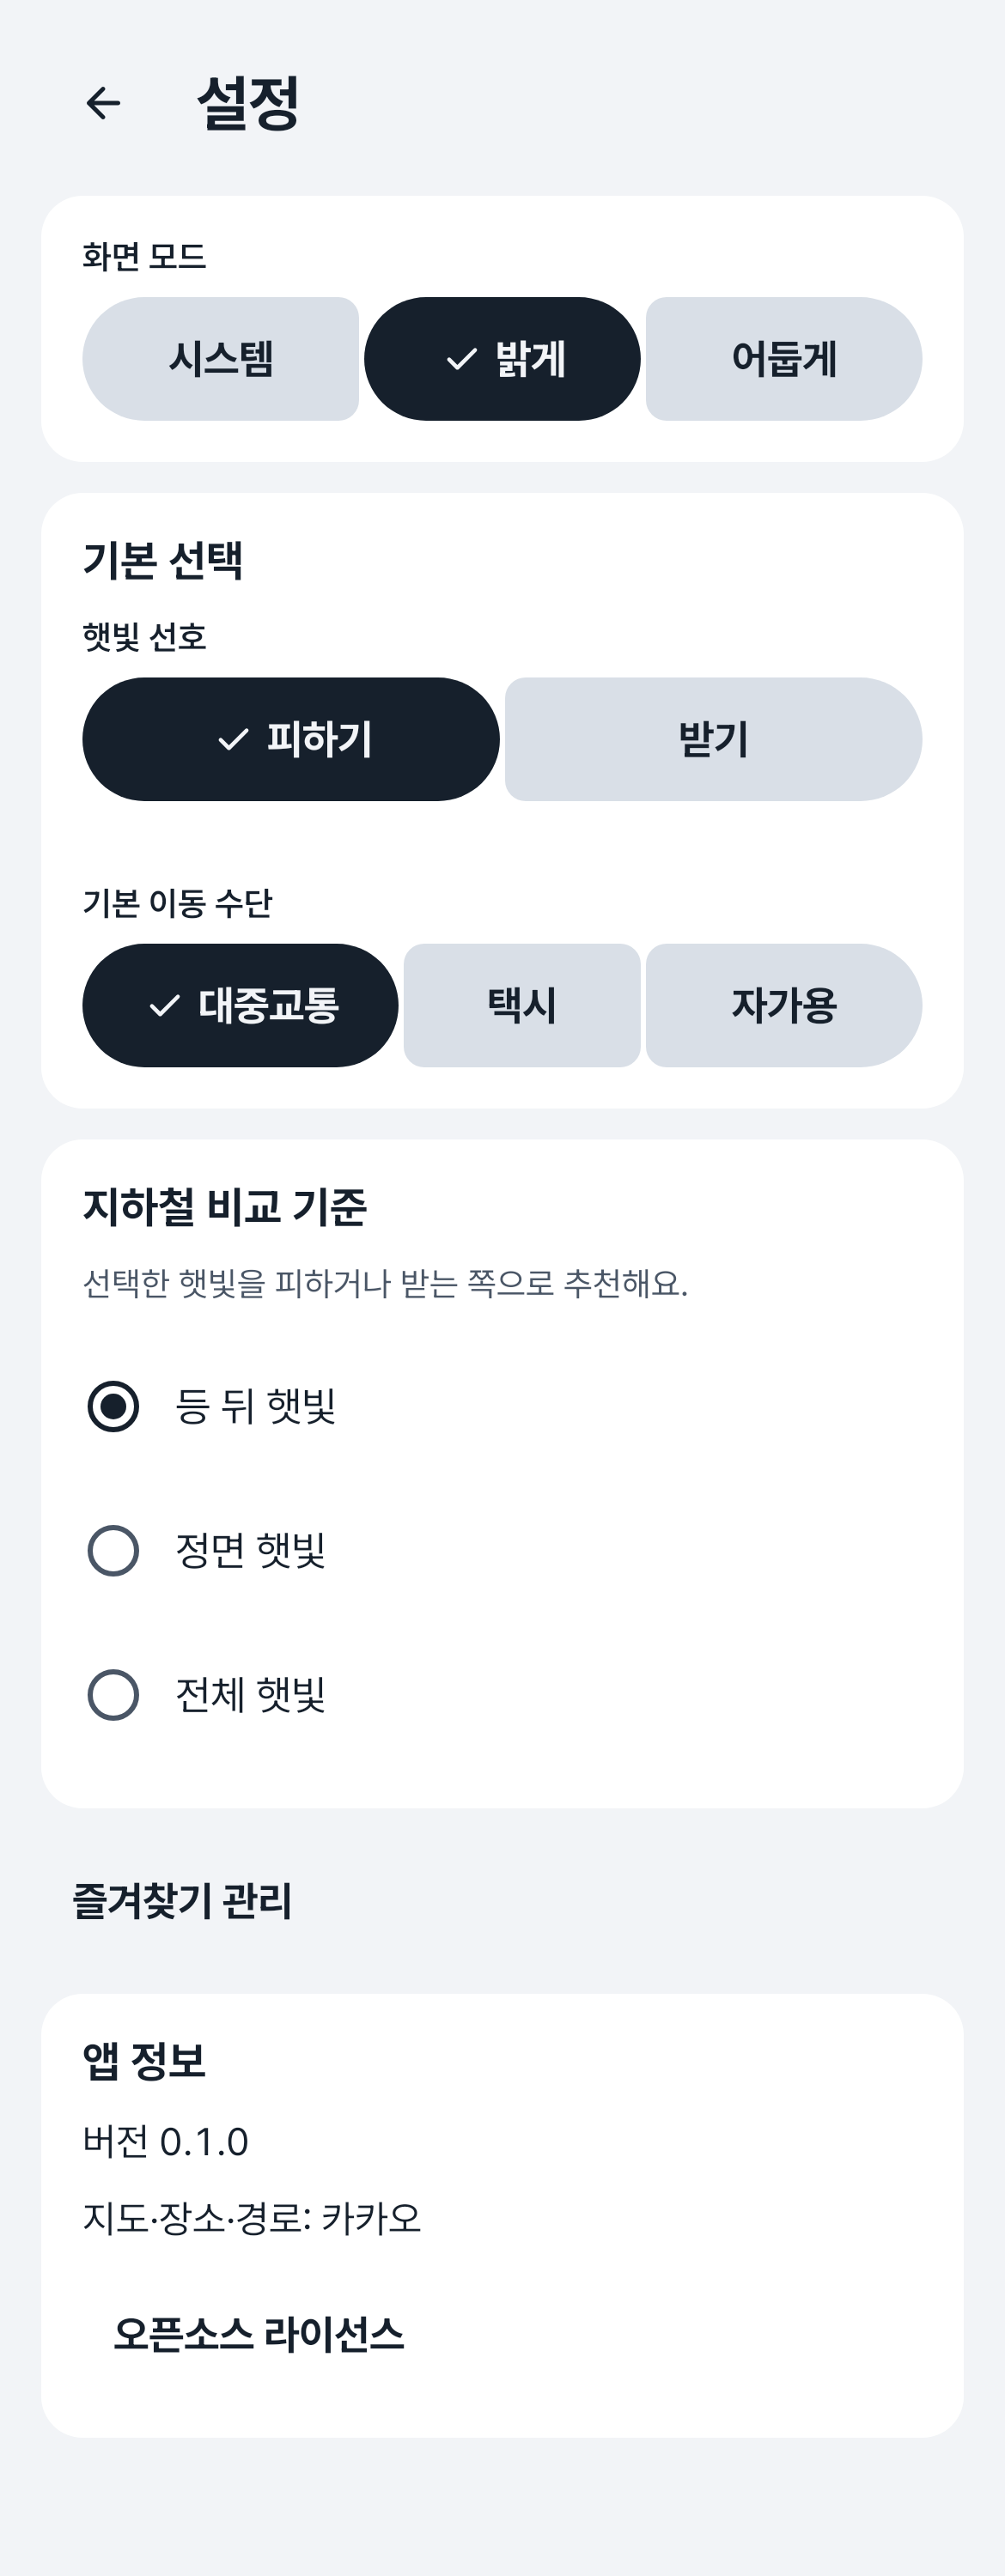 설정
화면 모드
시스템
밝게
어둡게
기본 선택
햇빛 선호
피하기
받기
기본 이동 수단
대중교통
택시
자가용
지하철 비교 기준
선택한 햇빛을 피하거나 받는 쪽으로 추천해요.
등 뒤 햇빛
정면 햇빛
전체 햇빛
즐겨찾기 관리
앱 정보
버전 0.1.0
지도·장소·경로: 카카오
오픈소스 라이선스